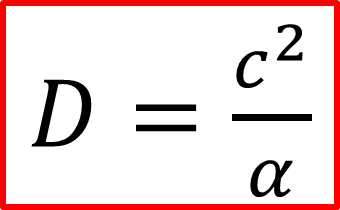 D = c²/α